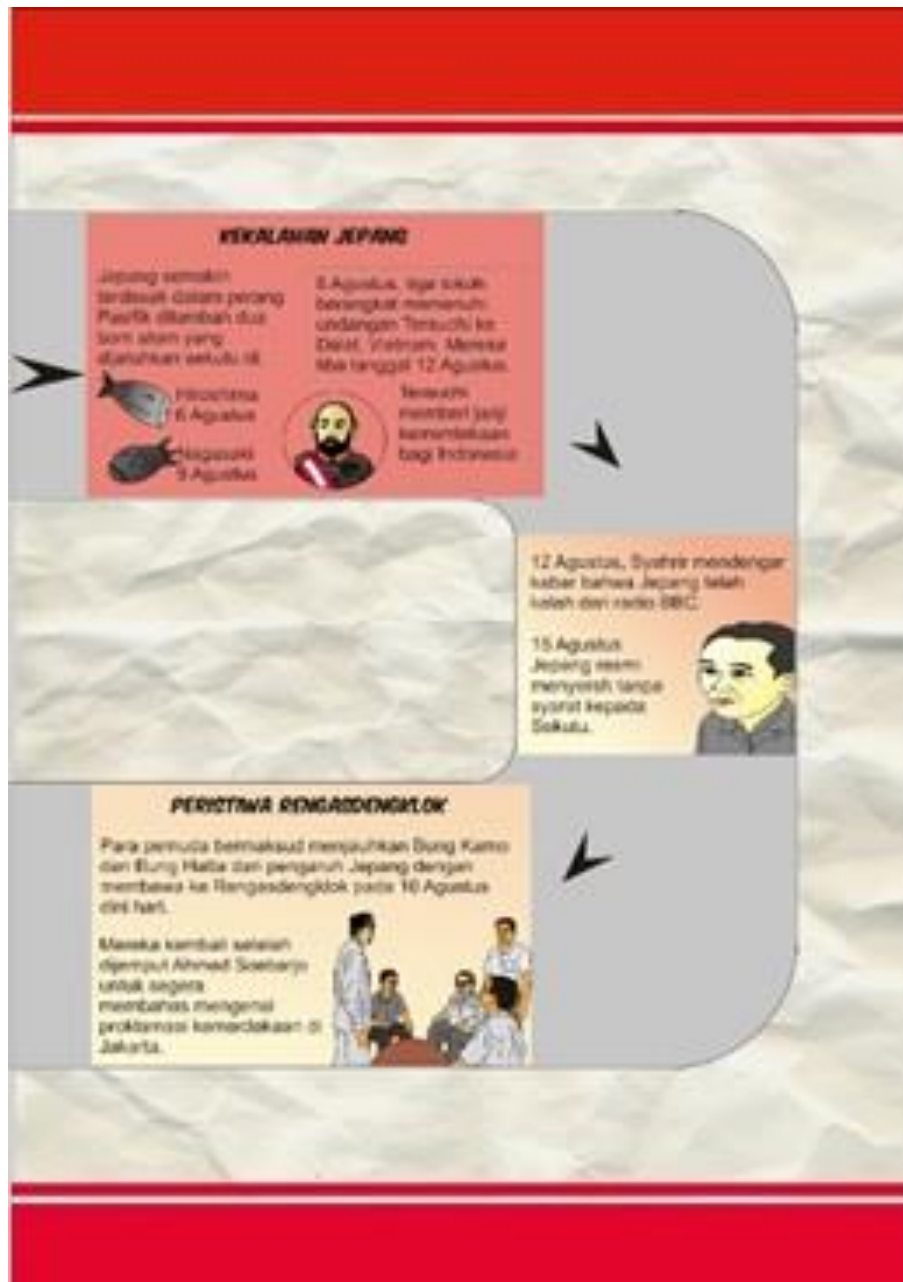 KEKALAHAN JEPANG
Jepang semakin
terdesak dalam perang
Pasifik ditambah dua
bom atom yang
dijatuhkan sekutu di
Hiroshima
6 Agustus
Nagasaki
9 Agustus
Agustus, tiga tokoh
berangkat memenuhi
undangan Terauchi ke
Dalat, Vietnam. Mereka
tiba tanggal 12 Agustus.
Terauchi
memberi janji
kemerdekaan
bagi Indonesia
12 Agustus, Syahrir mendengar
kabar bahwa Jepang telah
kalah dari radio BBC.
15 Agustus
Jepang resmi
menyerah tanpa
syarat kepada
Sekutu.
PERISTIWA RENGASDENGKLOK
Para pemuda bermaksud menjauhkan Bung Karno
dan Bung Hatta dari pengaruh Jepang dengan
membawa ke Rengasdengklok pada 16 Agustus
dini hari.
Mereka kembali setelah
dijemput Ahmad Soebarjo
untuk segera
membahas mengenai
proklamasi kemerdekaan di
Jakarta.